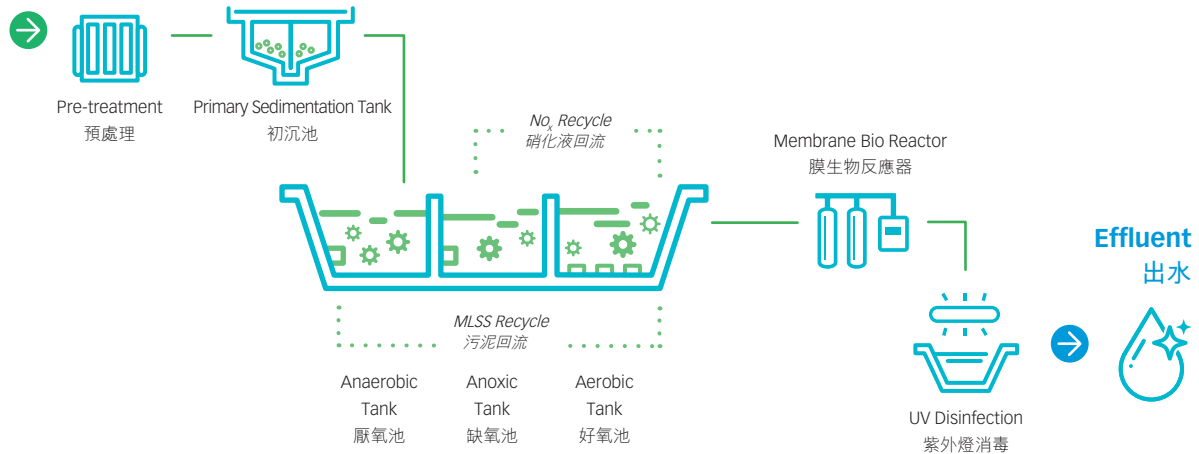 Pre-treatment
預處理
Primary Sedimentation Tank
初沉池
Noₓ Recycle
硝化液回流
MLSS Recycle
污泥回流
Anaerobic
Tank
厭氧池
Anoxic
Tank
缺氧池
Aerobic
Tank
好氧池
Membrane Bio Reactor
膜生物反應器
UV Disinfection
紫外燈消毒
Effluent
出水